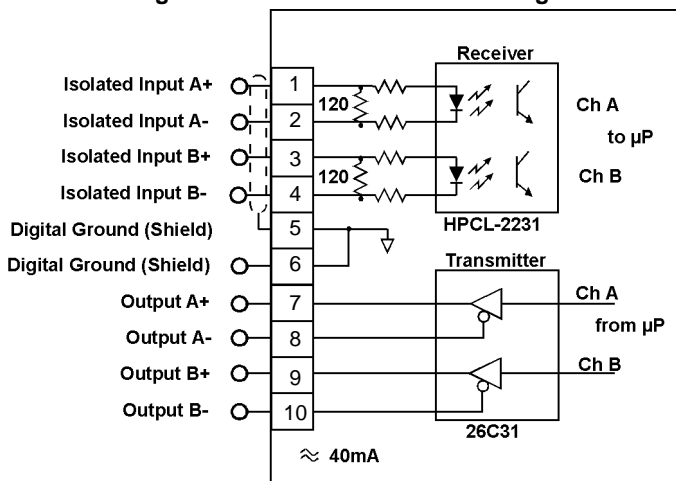 Receiver
Isolated Input A+ 1
120
Isolated Input A- 2
Ch A
to µP
Isolated Input B+ 3
120
Isolated Input B- 4
Ch B
HPCL-2231
Digital Ground (Shield) 5
Digital Ground (Shield) 6
Transmitter
Output A+ 7
Ch A
from µP
Output A- 8
Output B+ 9
Ch B
Output B- 10
26C31
≈ 40mA